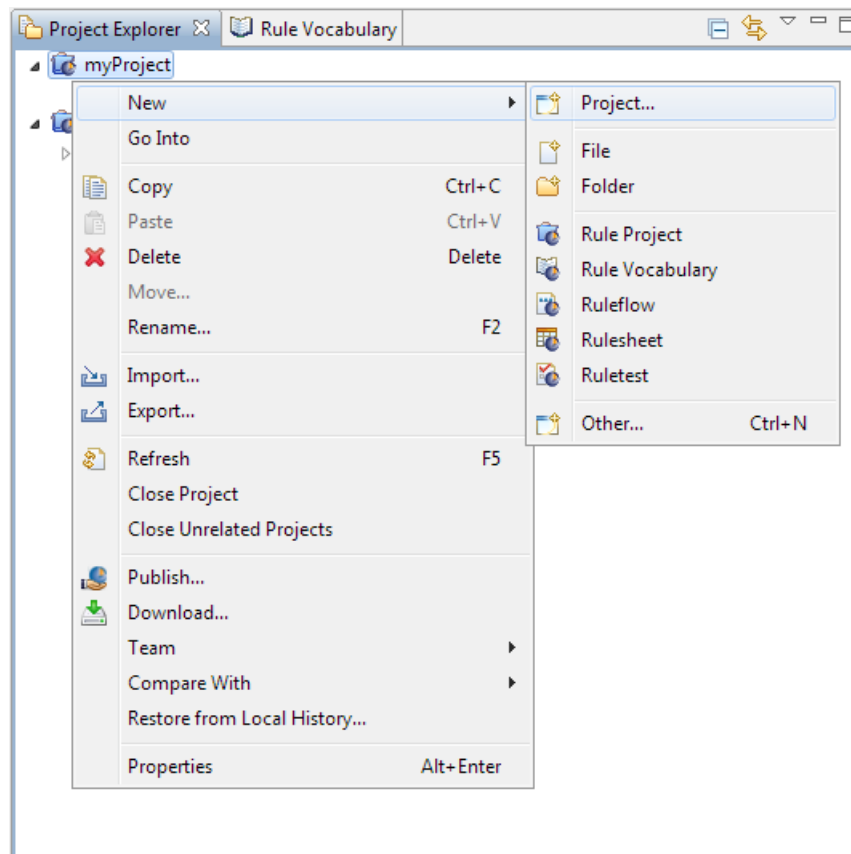 Project Explorer Rule Vocabulary
myProject
New
Go Into
Copy Ctrl+C
Paste Ctrl+V
Delete Delete
Move...
Rename... F2
Import...
Export...
Refresh F5
Close Project
Close Unrelated Projects
Publish...
Download...
Team
Compare With
Restore from Local History...
Properties Alt+Enter
Project...
File
Folder
Rule Project
Rule Vocabulary
Ruleflow
Rulesheet
Ruletest
Other... Ctrl+N